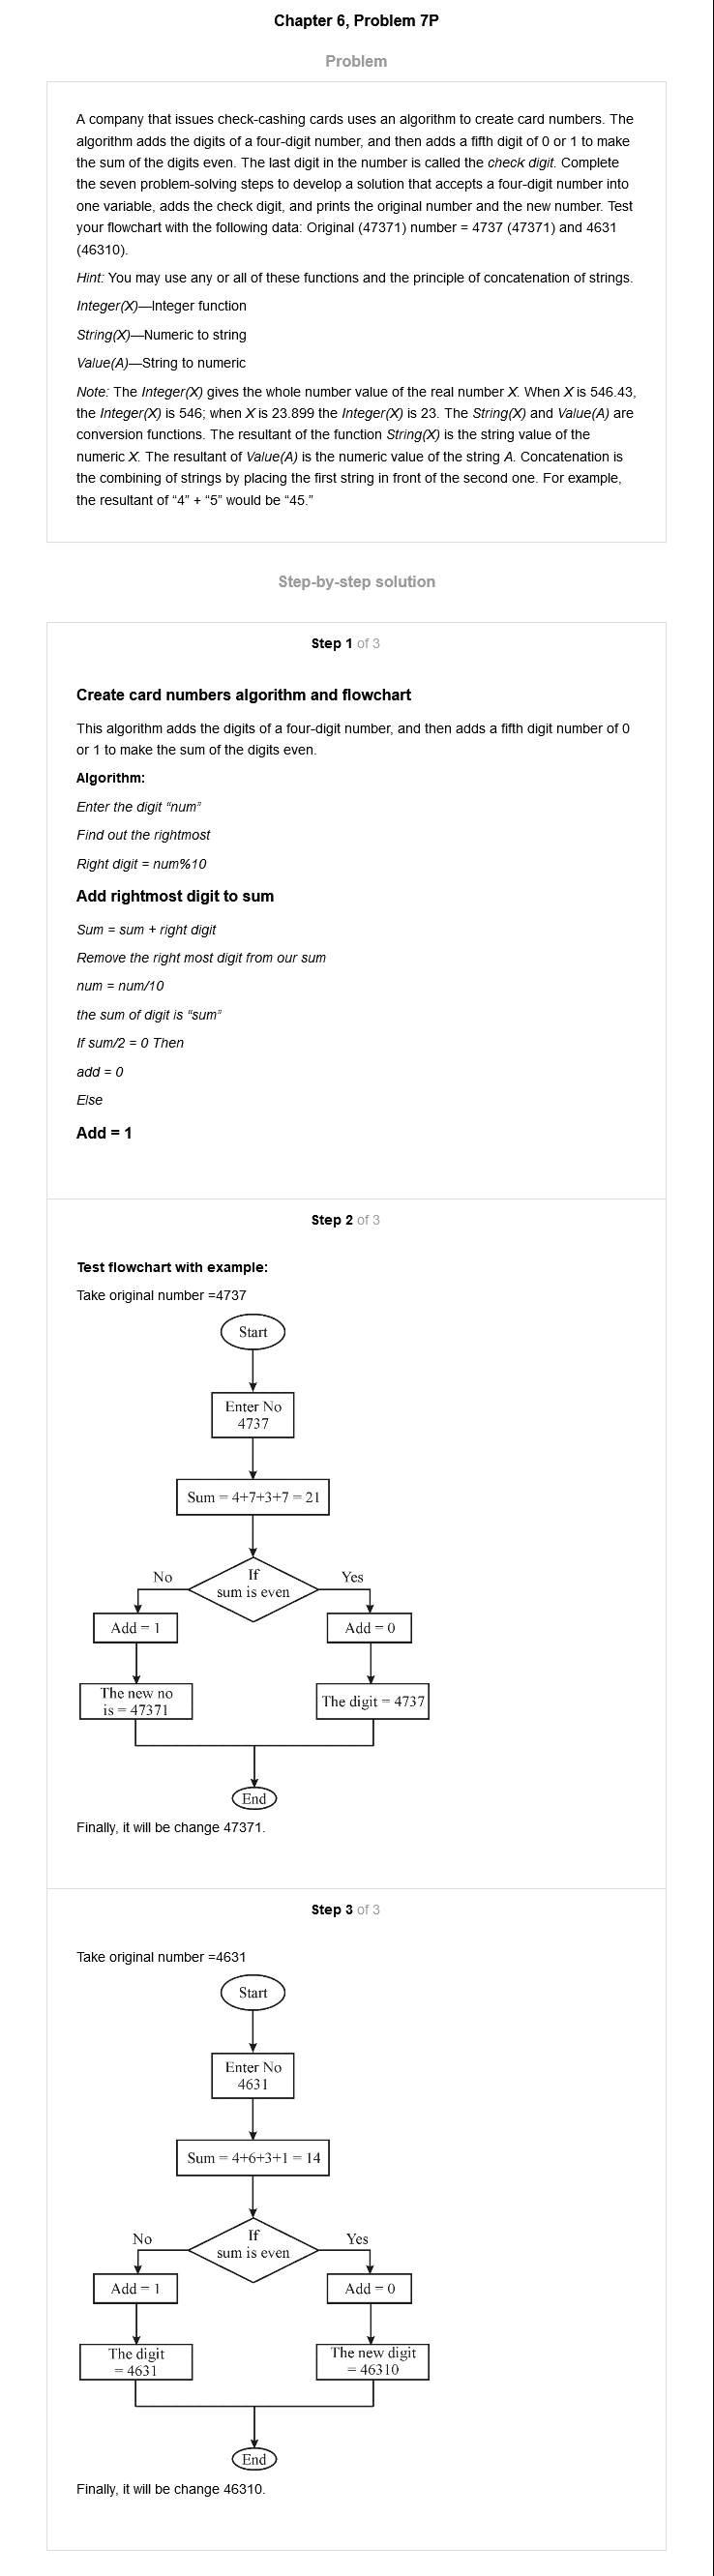 Chapter 6, Problem 7P
Problem
A company that issues check-cashing cards uses an algorithm to create card numbers. The
algorithm adds the digits of a four-digit number, and then adds a fifth digit of 0 or 1 to make
the sum of the digits even. The last digit in the number is called the check digit. Complete
the seven problem-solving steps to develop a solution that accepts a four-digit number into
one variable, adds the check digit, and prints the original number and the new number. Test
your flowchart with the following data: Original (47371) number = 4737 (47371) and 4631
(46310).
Hint: You may use any or all of these functions and the principle of concatenation of strings.
Integer(X)—Integer function
String(X)—Numeric to string
Value(A)—String to numeric
Note: The Integer(X) gives the whole number value of the real number X. When X is 546.43,
the Integer(X) is 546; when X is 23.899 the Integer(X) is 23. The String(X) and Value(A) are
conversion functions. The resultant of the function String(X) is the string value of the
numeric X. The resultant of Value(A) is the numeric value of the string A. Concatenation is
the combining of strings by placing the first string in front of the second one. For example,
the resultant of “4” + “5” would be “45.”
Step-by-step solution
Step 1 of 3
Create card numbers algorithm and flowchart
This algorithm adds the digits of a four-digit number, and then adds a fifth digit number of 0
or 1 to make the sum of the digits even.
Algorithm:
Enter the digit “num”
Find out the rightmost
Right digit = num%10
Add rightmost digit to sum
Sum = sum + right digit
Remove the right most digit from our sum
num = num/10
the sum of digit is “sum”
If sum/2 = 0 Then
add = 0
Else
Add = 1
Step 2 of 3
Test flowchart with example:
Take original number =4737
Start
Enter No
4737
Sum = 4+7+3+7 = 21
If
sum is even
No
Yes
Add = 1
Add = 0
The new no
is = 47371
The digit = 4737
End
Finally, it will be change 47371.
Step 3 of 3
Take original number =4631
Start
Enter No
4631
Sum = 4+6+3+1 = 14
If
sum is even
No
Yes
Add = 1
Add = 0
The digit
= 4631
The new digit
= 46310
End
Finally, it will be change 46310.